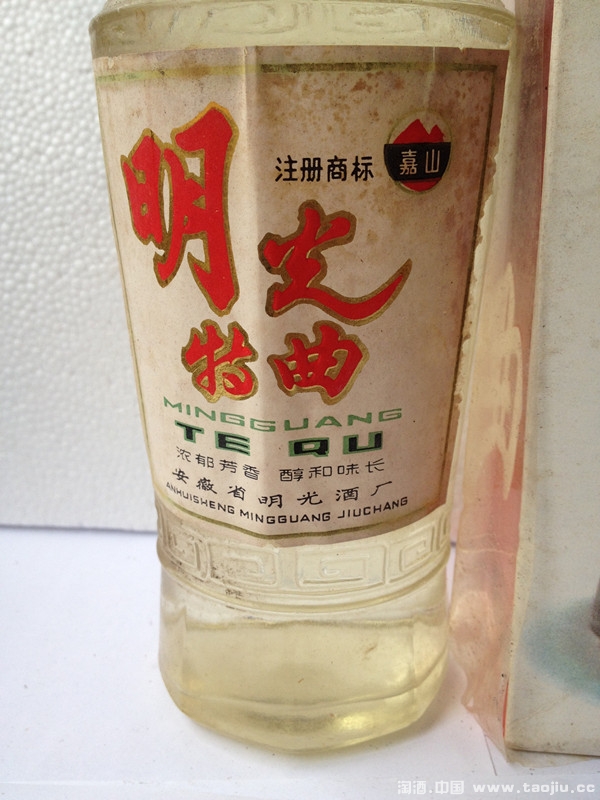 注册商标 嘉山
明光
特曲
MINGGUANG
TE QU
浓郁芳香 醇和味长
安徽省明光酒厂
ANHUISHENG MINGGUANG JIUCHANG
淘酒.中国 www.taojiu.cc